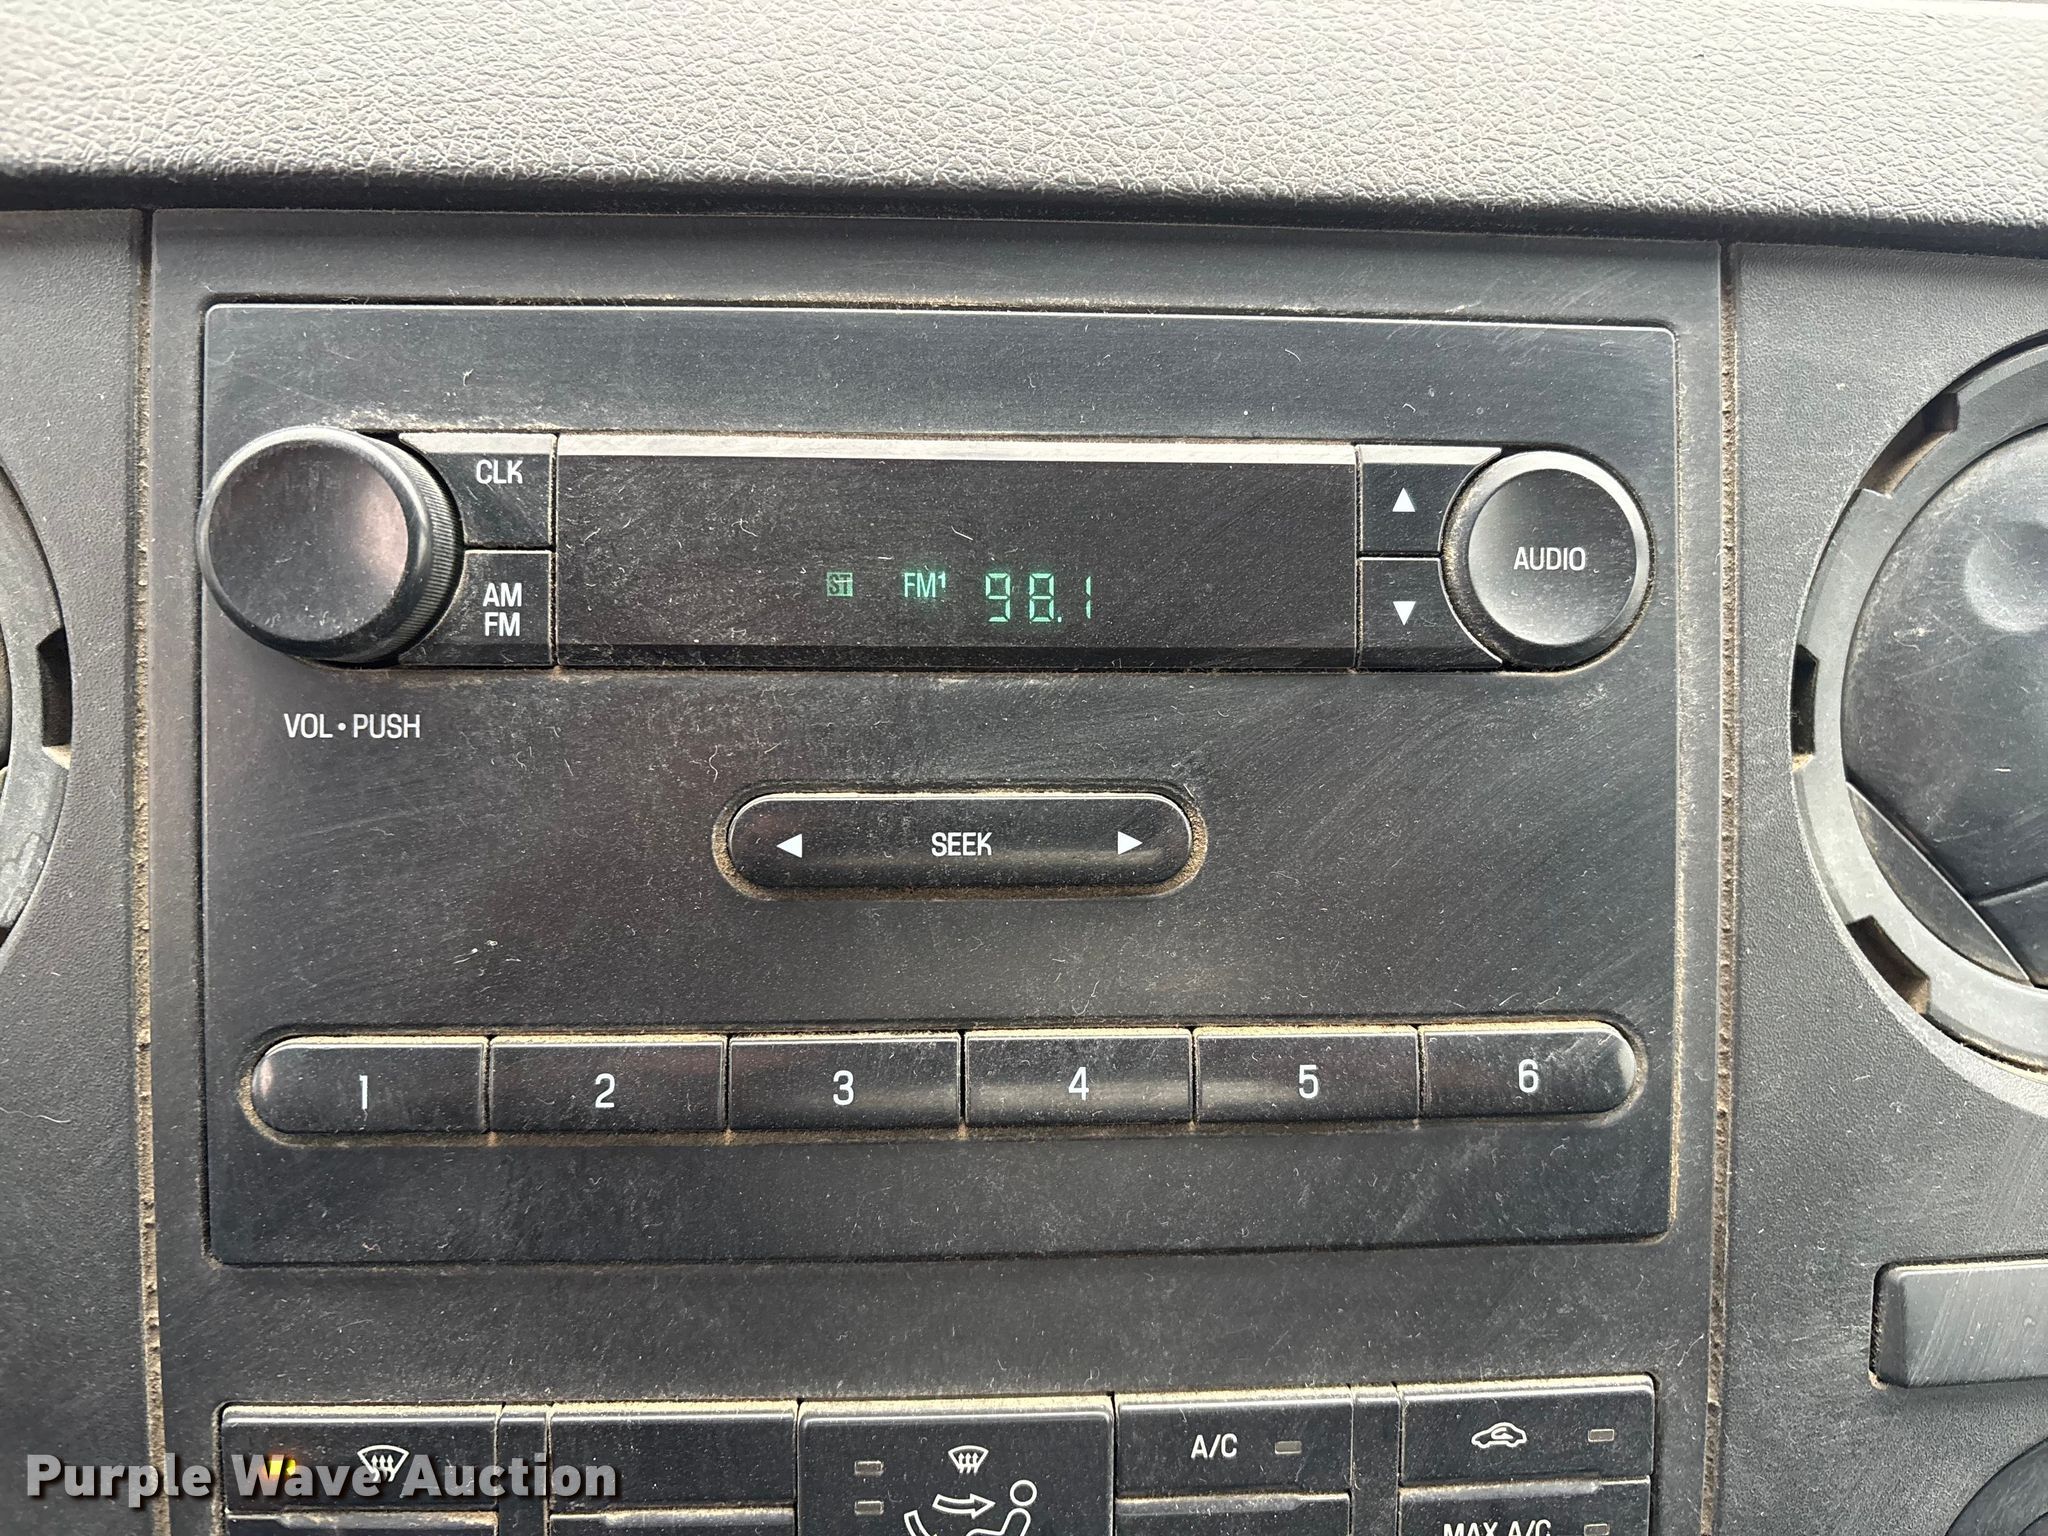 CLK
AM
FM
ST FM1 98.1
▲
▼
AUDIO
VOL • PUSH
◀ SEEK ▶
1 2 3 4 5 6
A/C
MAX A/C
Purple Wave Auction